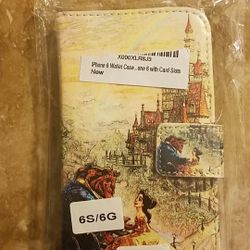 X000XLR8J3
iPhone 6 Wallet Case...one 6 with Card Slots
New
6S/6G